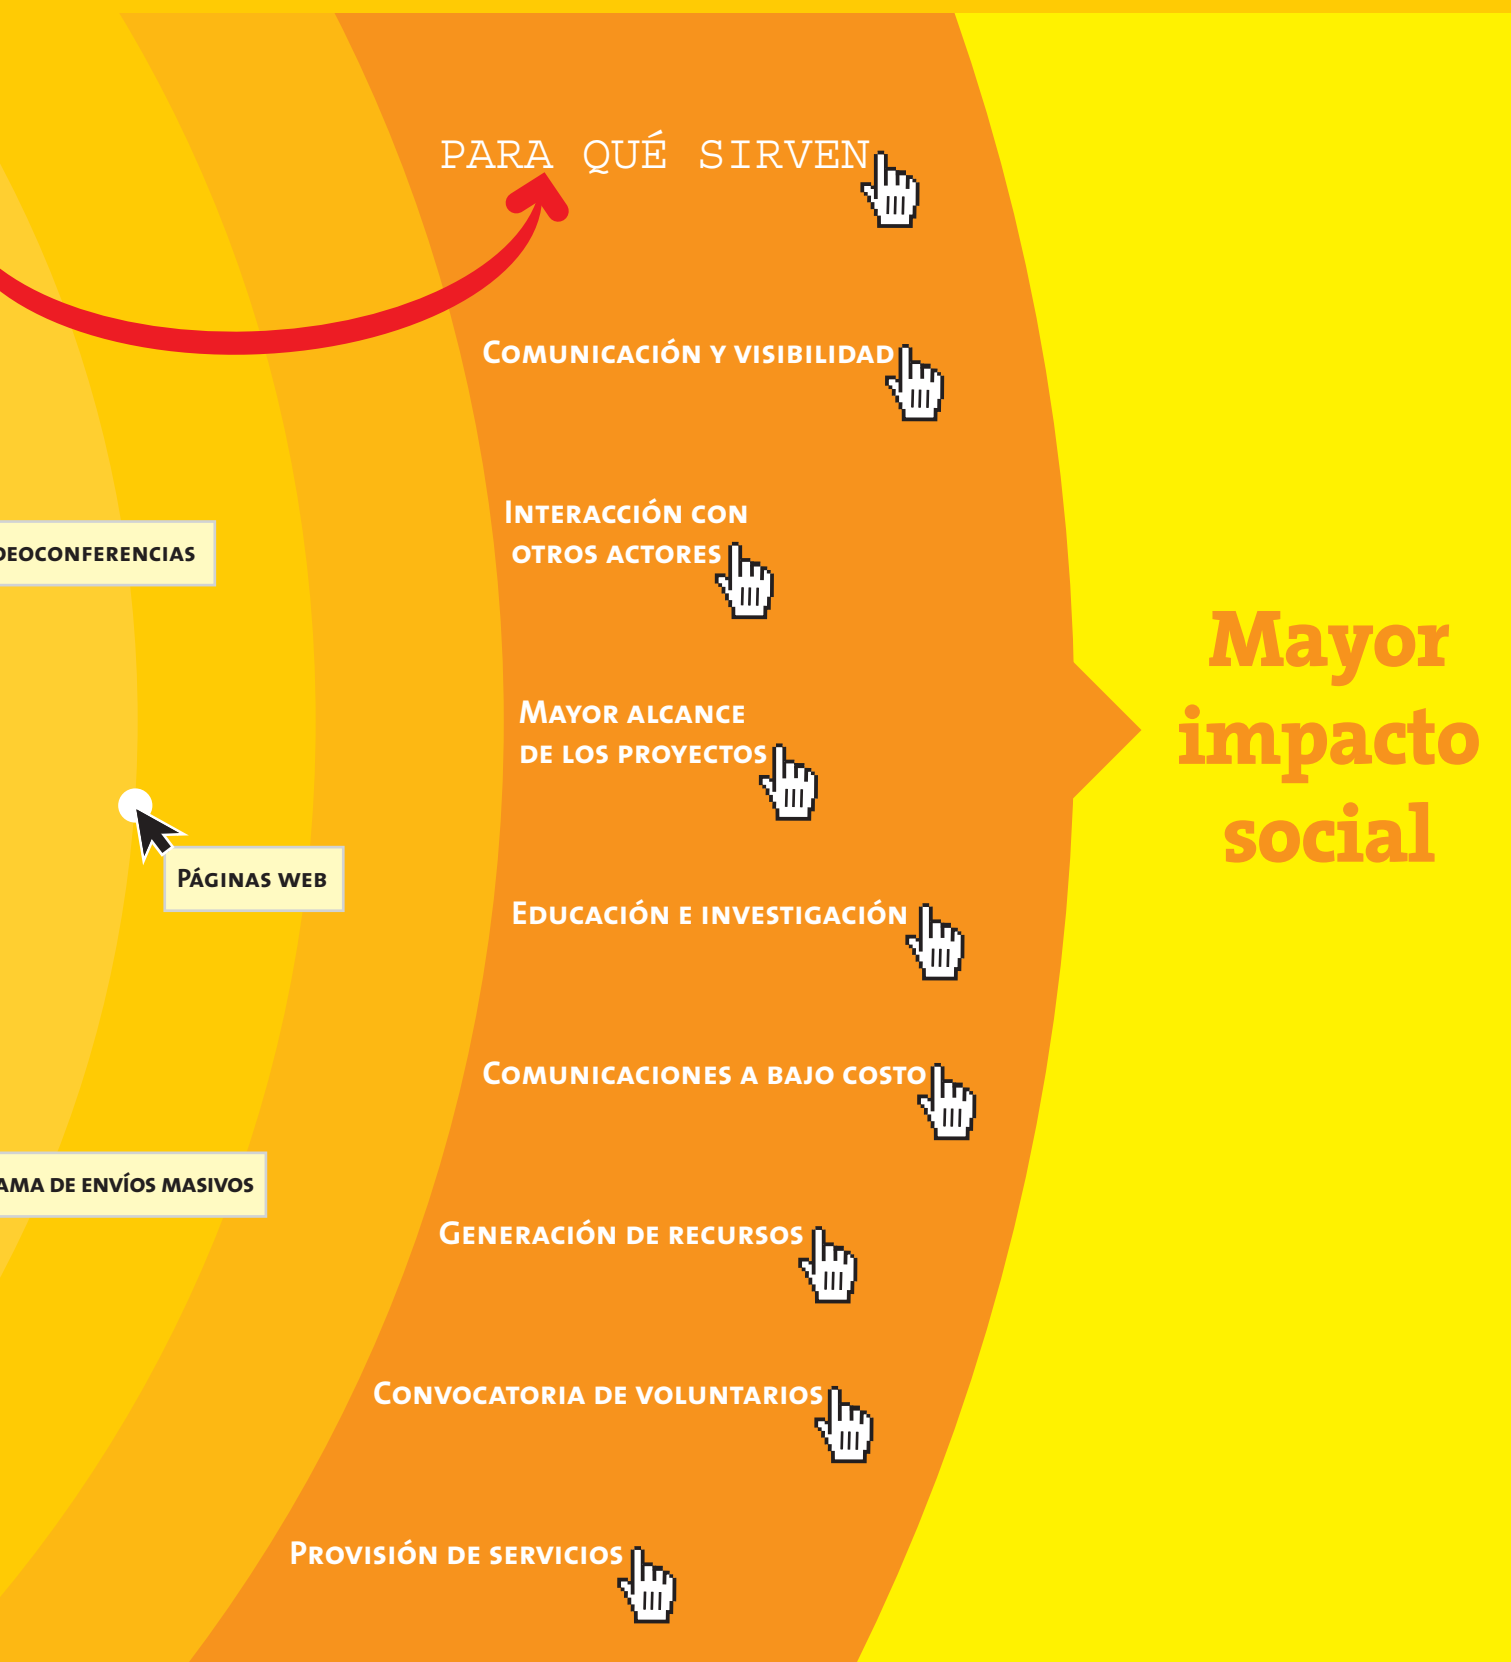 PARA QUÉ SIRVEN
COMUNICACIÓN Y VISIBILIDAD
INTERACCIÓN CON
OTROS ACTORES
DEOCONFERENCIAS
MAYOR ALCANCE
DE LOS PROYECTOS
Mayor
impacto
social
PÁGINAS WEB
EDUCACIÓN E INVESTIGACIÓN
COMUNICACIONES A BAJO COSTO
AMA DE ENVÍOS MASIVOS
GENERACIÓN DE RECURSOS
CONVOCATORIA DE VOLUNTARIOS
PROVISIÓN DE SERVICIOS